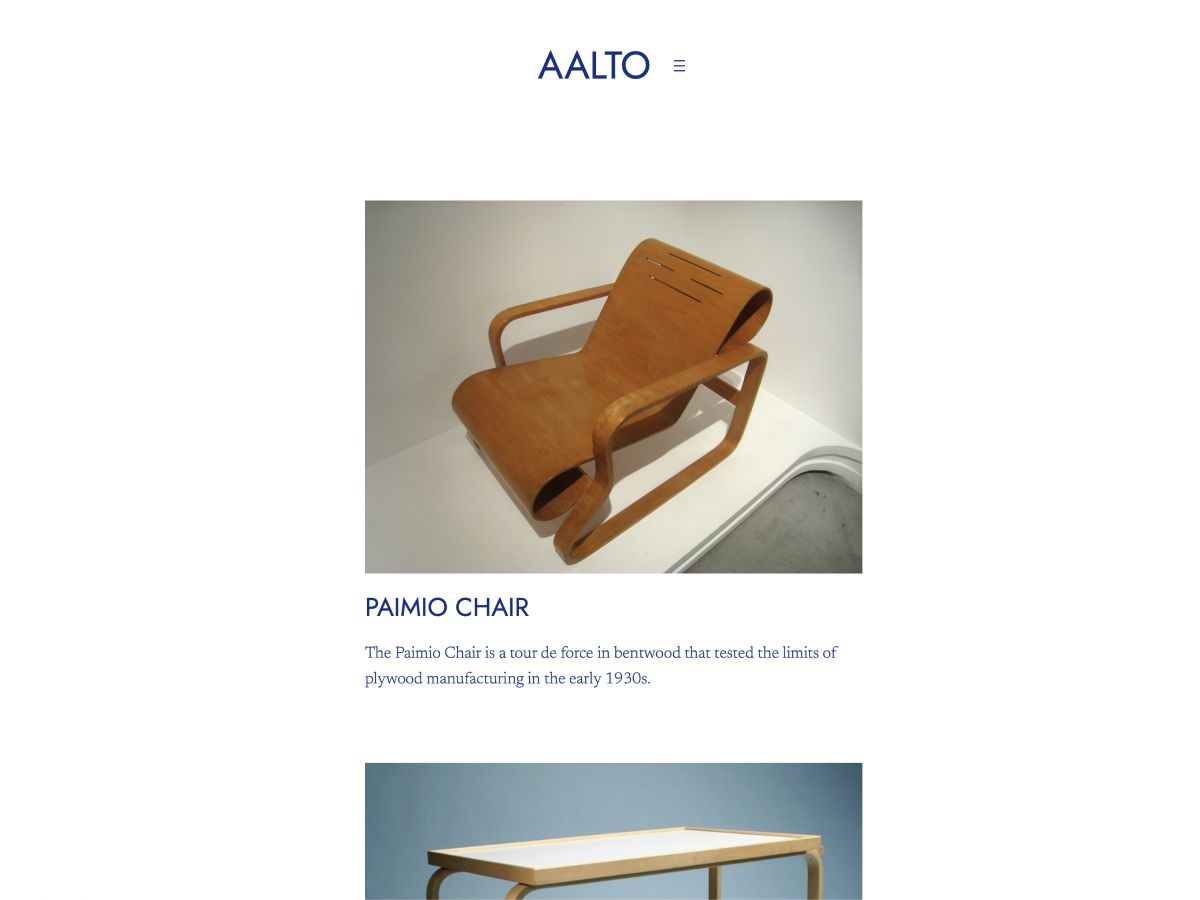 AALTO
PAIMIO CHAIR
The Paimio Chair is a tour de force in bentwood that tested the limits of
plywood manufacturing in the early 1930s.